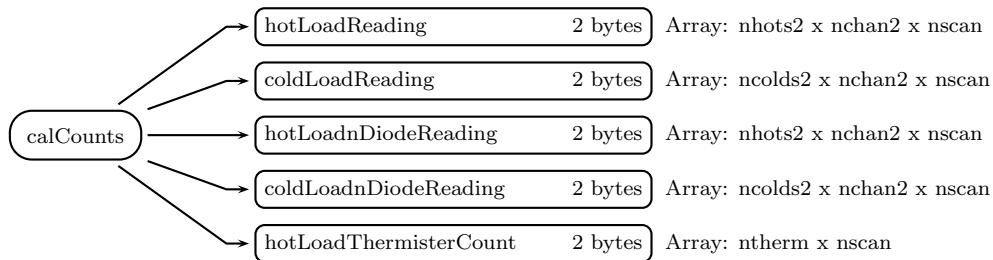 hotLoadReading 2 bytes Array: nhots2 x nchan2 x nscan
coldLoadReading 2 bytes Array: ncolds2 x nchan2 x nscan
calCounts hotLoadnDiodeReading 2 bytes Array: nhots2 x nchan2 x nscan
coldLoadnDiodeReading 2 bytes Array: ncolds2 x nchan2 x nscan
hotLoadThermisterCount 2 bytes Array: ntherm x nscan